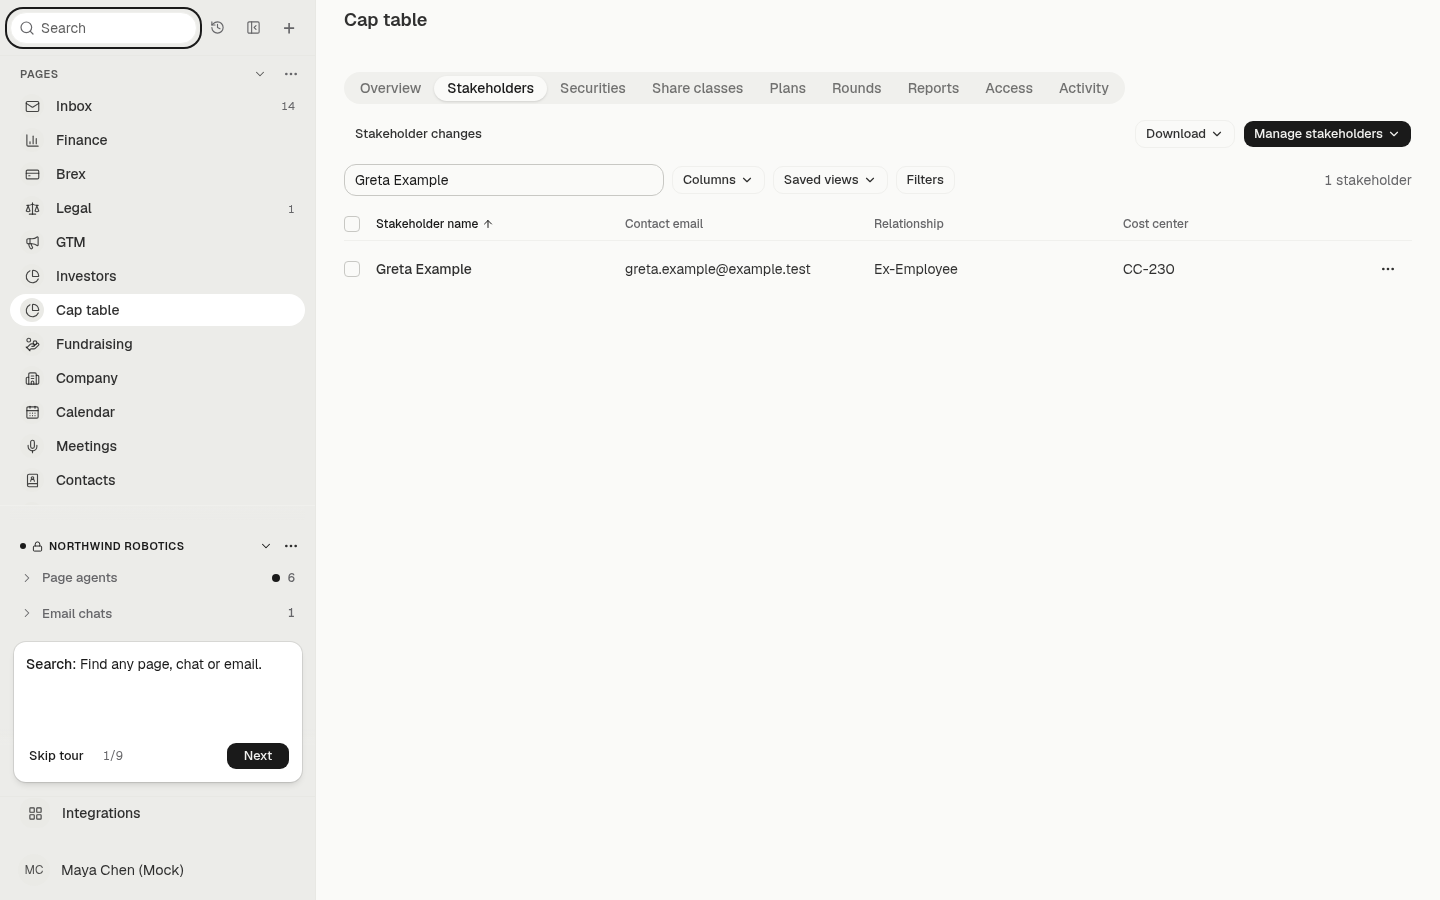 Search
PAGES
Inbox 14
Finance
Brex
Legal 1
GTM
Investors
Cap table
Fundraising
Company
Calendar
Meetings
Contacts
NORTHWIND ROBOTICS
Page agents 6
Email chats 1
Search: Find any page, chat or email.
Skip tour 1/9 Next
Integrations
MC Maya Chen (Mock)
Cap table
Overview Stakeholders Securities Share classes Plans Rounds Reports Access Activity
Stakeholder changes Download Manage stakeholders
Greta Example Columns Saved views Filters 1 stakeholder
Stakeholder name Contact email Relationship Cost center
Greta Example greta.example@example.test Ex-Employee CC-230